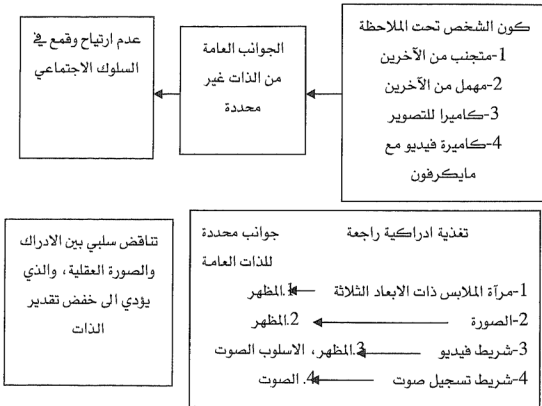 كون الشخص تحت الملاحظة
1-متجنب من الآخرين
2-مهمل من الآخرين
3-كاميرا للتصوير
4-كاميرة فيديو مع
مايكرفون
الجوانب العامة
من الذات غير
محددة
عدم ارتياح وقمع في
السلوك الاجتماعي
تغذية ادراكية راجعة
جوانب محددة
للذات العامة
1-مرآة الملابس ذات الابعاد الثلاثة 1.المظهر
2-الصورة 2.المظهر
3-شريط فيديو 3.المظهر، الاسلوب الصوت
4-شريط تسجيل صوت 4. الصوت
تناقض سلبي بين الادراك
والصورة العقلية، والذي
يؤدي الى خفض تقدير
الذات